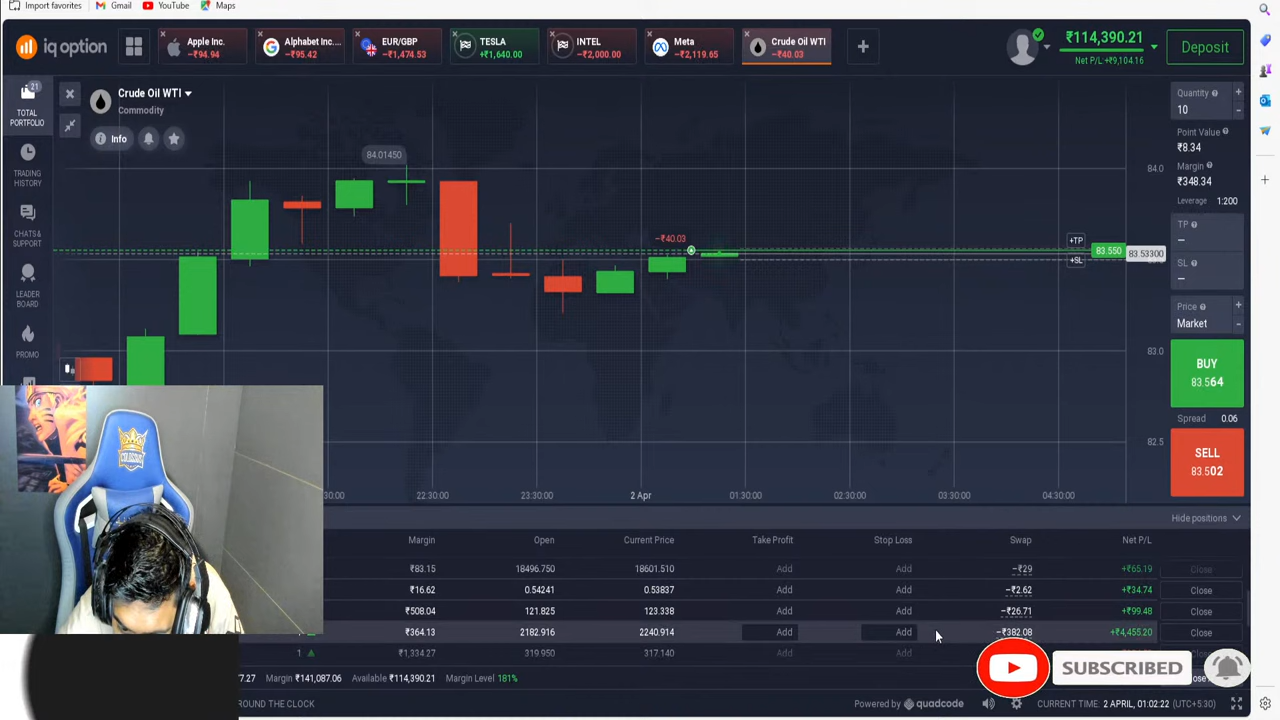 Import favorites Gmail YouTube Maps
iq option
Apple Inc.
−₹94.94
Alphabet Inc....
−₹95.42
EUR/GBP
−₹1,474.53
TESLA
+₹1,640.00
INTEL
−₹2,000.00
Meta
−₹2,119.65
Crude Oil WTI
−₹40.03
₹114,390.21
Net P/L: +₹9,104.16
Deposit
21
TOTAL
PORTFOLIO
TRADING
HISTORY
CHATS &
SUPPORT
LEADER
BOARD
PROMO
Crude Oil WTI
Commodity
Info
84.01450
−₹40.03
+TP
+SL
83.550
83.53300
84.0
83.0
82.5
Quantity
10
Point Value
₹8.34
Margin
₹348.34
Leverage 1:200
TP
–
SL
–
Price
Market
BUY
83.564
Spread 0.06
SELL
83.502
:30:00 22:30:00 23:30:00 2 Apr 01:30:00 02:30:00 03:30:00 04:30:00
Hide positions
Margin Open Current Price Take Profit Stop Loss Swap Net P/L
₹83.15 18496.750 18601.510 Add Add −₹29 +₹65.19 Close
₹16.62 0.54241 0.53837 Add Add −₹2.62 +₹34.74 Close
₹508.04 121.825 123.338 Add Add −₹26.71 +₹99.48 Close
₹364.13 2182.916 2240.914 Add Add −₹382.08 +₹4,455.20 Close
1 ₹1,334.27 319.950 317.140 Add Add
77.27 Margin ₹141,087.06 Available ₹114,390.21 Margin Level 181%
SUBSCRIBED
ROUND THE CLOCK
Powered by quadcode
CURRENT TIME: 2 APRIL, 01:02:22 (UTC+5:30)